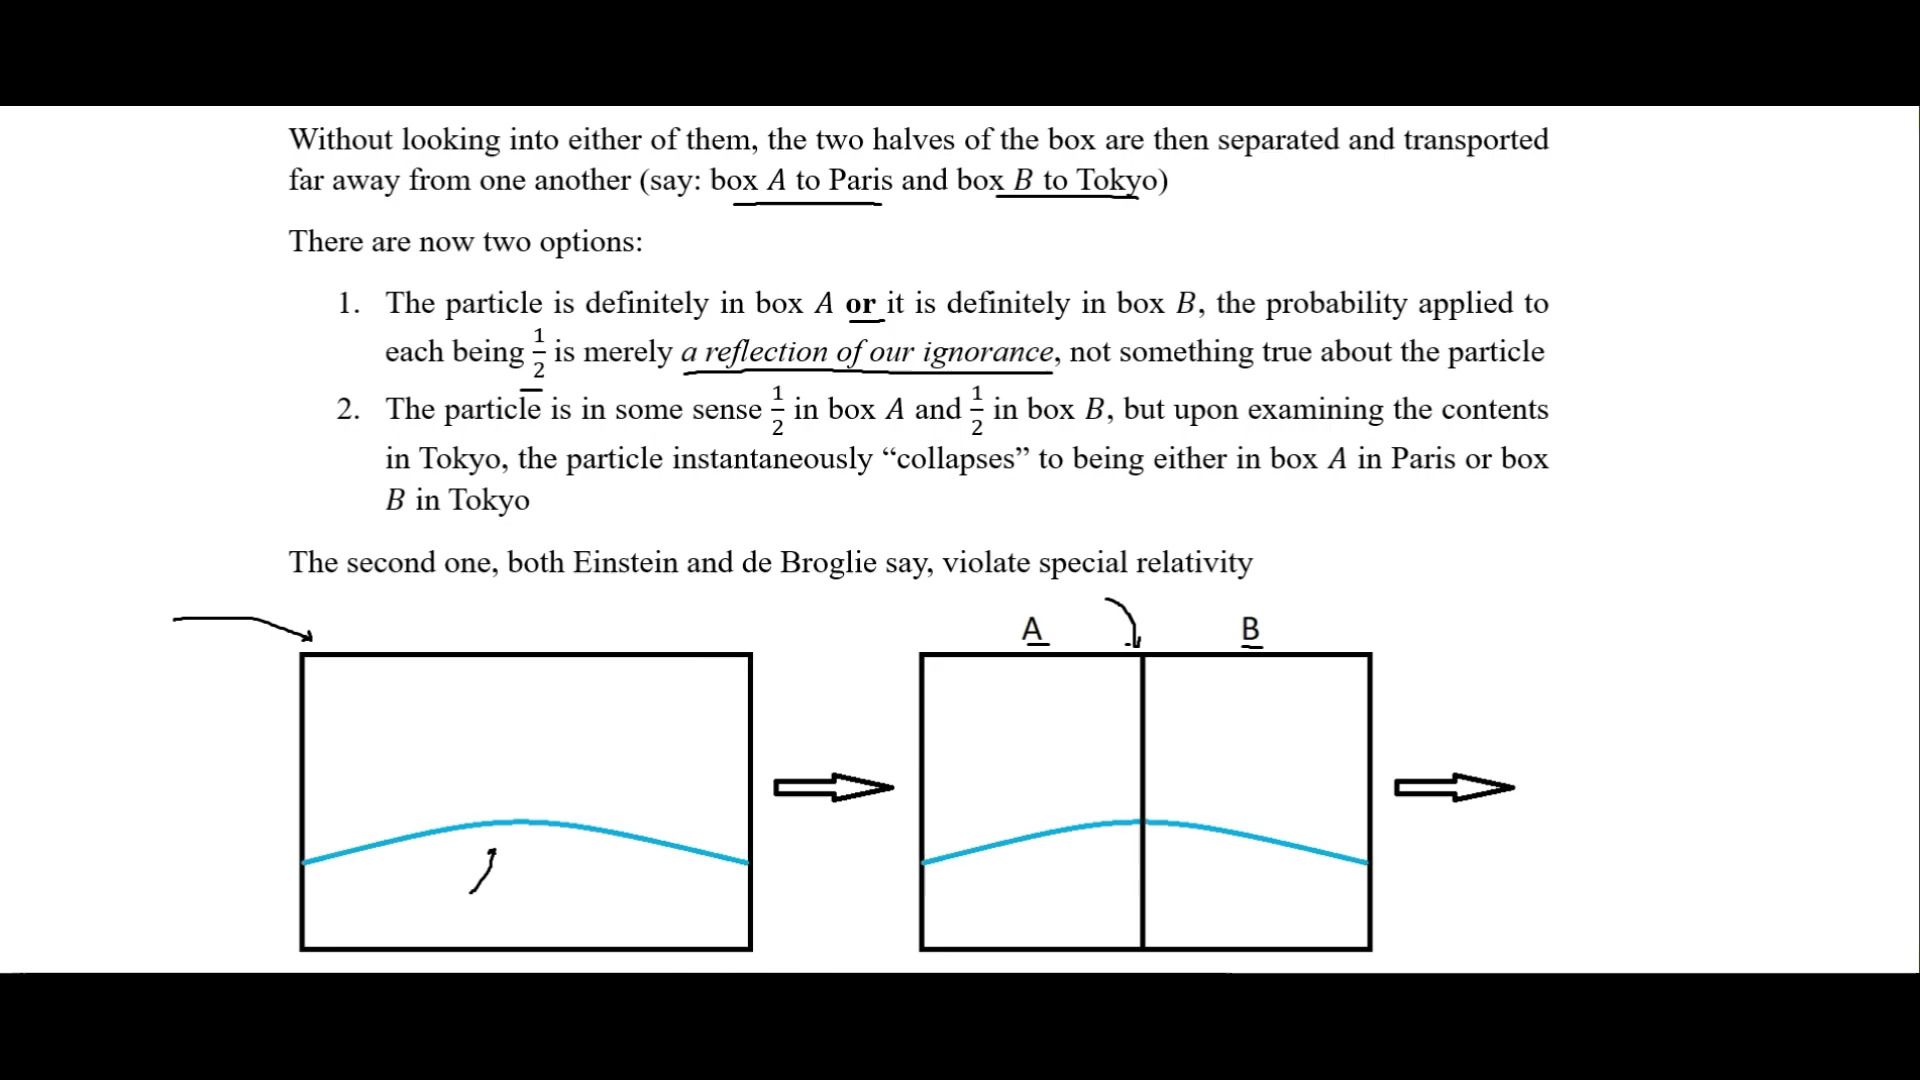 Without looking into either of them, the two halves of the box are then separated and transported
far away from one another (say: box A to Paris and box B to Tokyo)
There are now two options:
1. The particle is definitely in box A or it is definitely in box B, the probability applied to
each being 1/2 is merely a reflection of our ignorance, not something true about the particle
2. The particle is in some sense 1/2 in box A and 1/2 in box B, but upon examining the contents
in Tokyo, the particle instantaneously “collapses” to being either in box A in Paris or box
B in Tokyo
The second one, both Einstein and de Broglie say, violate special relativity
A B